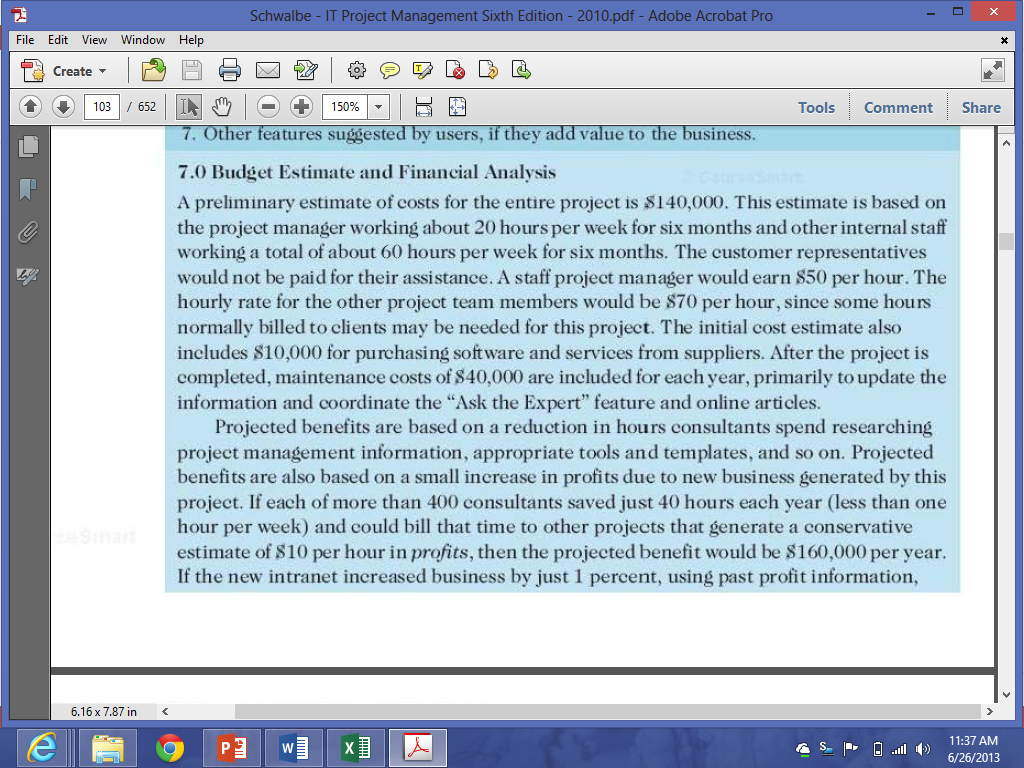 Schwalbe - IT Project Management Sixth Edition - 2010.pdf - Adobe Acrobat Pro
File Edit View Window Help
Create
103 / 652 150% Tools Comment Share
7. Other features suggested by users, if they add value to the business.
7.0 Budget Estimate and Financial Analysis
A preliminary estimate of costs for the entire project is $140,000. This estimate is based on
the project manager working about 20 hours per week for six months and other internal staff
working a total of about 60 hours per week for six months. The customer representatives
would not be paid for their assistance. A staff project manager would earn $50 per hour. The
hourly rate for the other project team members would be $70 per hour, since some hours
normally billed to clients may be needed for this project. The initial cost estimate also
includes $10,000 for purchasing software and services from suppliers. After the project is
completed, maintenance costs of $40,000 are included for each year, primarily to update the
information and coordinate the “Ask the Expert” feature and online articles.
Projected benefits are based on a reduction in hours consultants spend researching
project management information, appropriate tools and templates, and so on. Projected
benefits are also based on a small increase in profits due to new business generated by this
project. If each of more than 400 consultants saved just 40 hours each year (less than one
hour per week) and could bill that time to other projects that generate a conservative
estimate of $10 per hour in profits, then the projected benefit would be $160,000 per year.
If the new intranet increased business by just 1 percent, using past profit information,
6.16 x 7.87 in
11:37 AM
6/26/2013